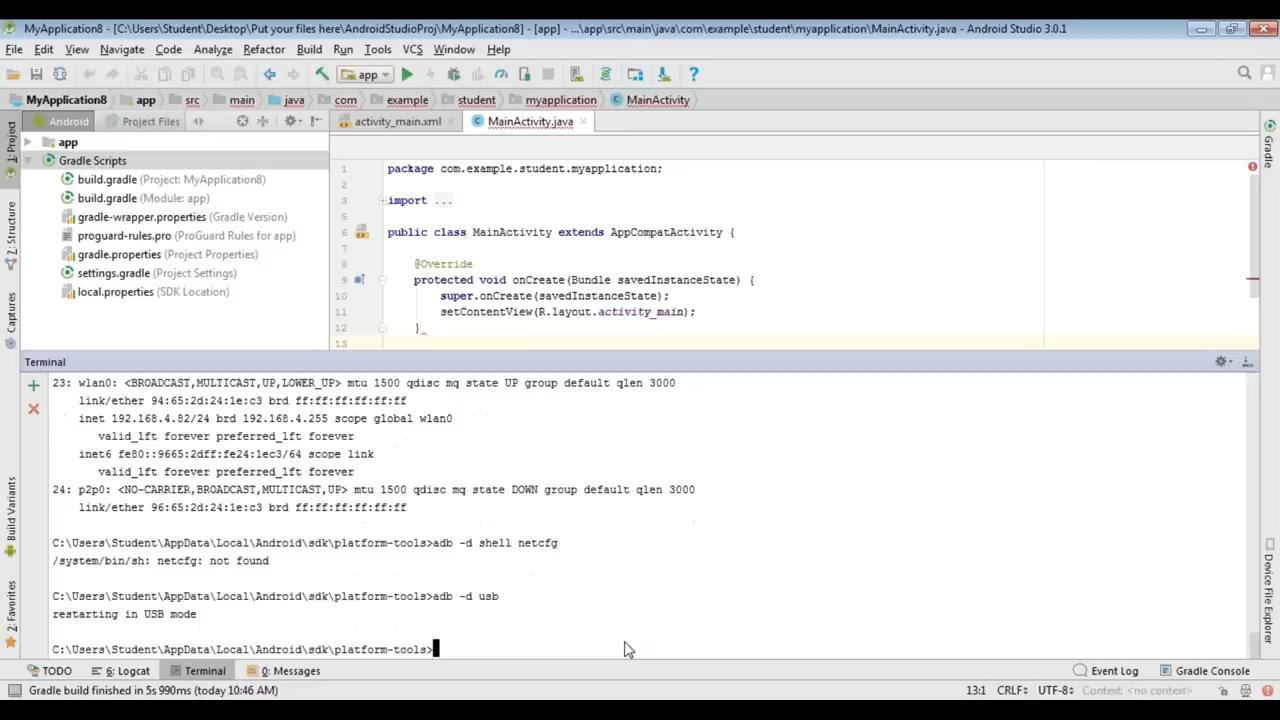 MyApplication8 - [C:\Users\Student\Desktop\Put your files here\AndroidStudioProj\MyApplication8] - [app] - ...\app\src\main\java\com\example\student\myapplication\MainActivity.java - Android Studio 3.0.1
File Edit View Navigate Code Analyze Refactor Build Run Tools VCS Window Help
app
MyApplication8 app src main java com example student myapplication MainActivity
Android Project Files activity_main.xml MainActivity.java
1: Project
Z: Structure
Captures
Build Variants
2: Favorites
app
Gradle Scripts
build.gradle (Project: MyApplication8)
build.gradle (Module: app)
gradle-wrapper.properties (Gradle Version)
proguard-rules.pro (ProGuard Rules for app)
gradle.properties (Project Properties)
settings.gradle (Project Settings)
local.properties (SDK Location)
1 package com.example.student.myapplication;
2
3 import ...
5
6 public class MainActivity extends AppCompatActivity {
7
8 @Override
9 protected void onCreate(Bundle savedInstanceState) {
10 super.onCreate(savedInstanceState);
11 setContentView(R.layout.activity_main);
12 }
13
Gradle
Device File Explorer
Terminal
23: wlan0: <BROADCAST,MULTICAST,UP,LOWER_UP> mtu 1500 qdisc mq state UP group default qlen 3000
link/ether 94:65:2d:24:1e:c3 brd ff:ff:ff:ff:ff:ff
inet 192.168.4.82/24 brd 192.168.4.255 scope global wlan0
valid_lft forever preferred_lft forever
inet6 fe80::9665:2dff:fe24:1ec3/64 scope link
valid_lft forever preferred_lft forever
24: p2p0: <NO-CARRIER,BROADCAST,MULTICAST,UP> mtu 1500 qdisc mq state DOWN group default qlen 3000
link/ether 96:65:2d:24:1e:c3 brd ff:ff:ff:ff:ff:ff
C:\Users\Student\AppData\Local\Android\sdk\platform-tools>adb -d shell netcfg
/system/bin/sh: netcfg: not found
C:\Users\Student\AppData\Local\Android\sdk\platform-tools>adb -d usb
restarting in USB mode
C:\Users\Student\AppData\Local\Android\sdk\platform-tools>
TODO 6: Logcat Terminal 0: Messages Event Log Gradle Console
Gradle build finished in 5s 990ms (today 10:46 AM) 13:1 CRLF UTF-8 Context: <no context>